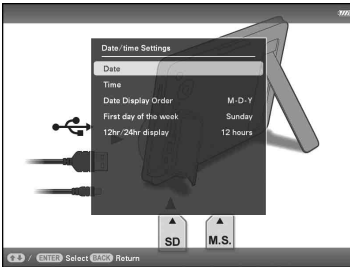 Date/time Settings
Date
Time
Date Display Order M-D-Y
First day of the week Sunday
12hr/24hr display 12 hours
SD M.S.
/ ENTER Select BACK Return